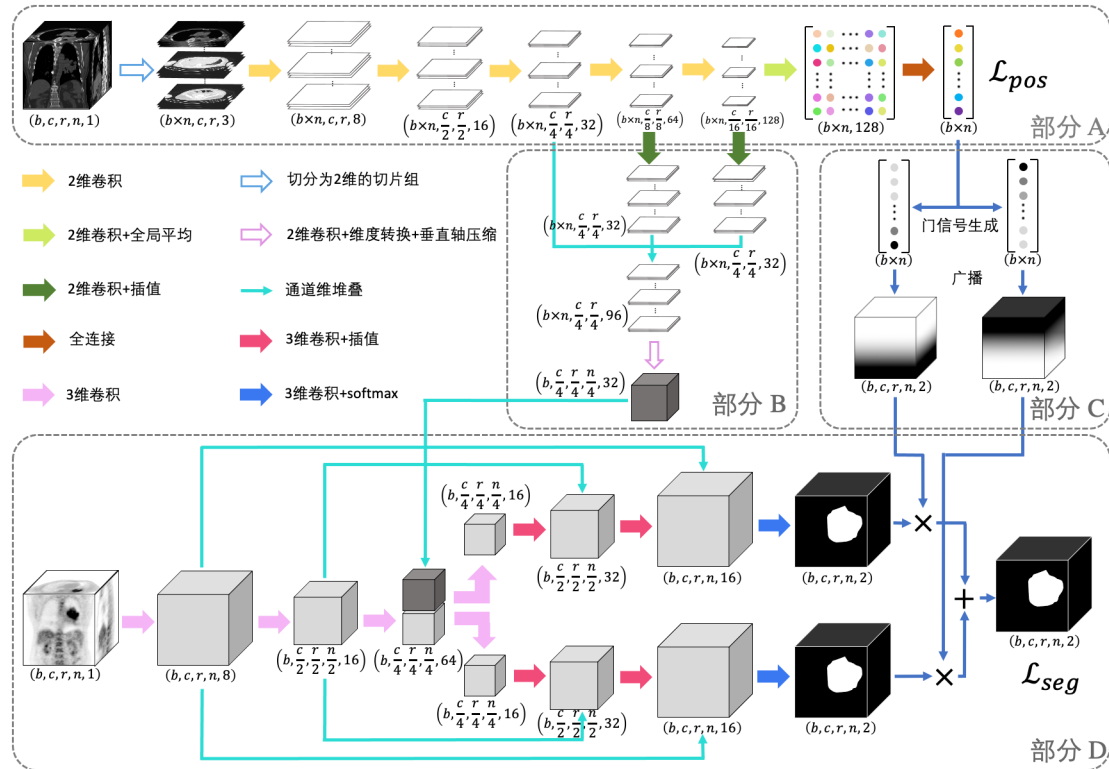 (b,c,r,n,1)
(b×n,c,r,3)
(b×n,c,r,8)
(b×n,c/2,r/2,16)
(b×n,c/4,r/4,32)
(b×n,c/8,r/8,64)
(b×n,c/16,r/16,128)
(b×n,128)
(b×n)
ℒpos
部分 A
2维卷积
切分为2维的切片组
2维卷积+全局平均
2维卷积+维度转换+垂直轴压缩
2维卷积+插值
通道维堆叠
全连接
3维卷积+插值
3维卷积
3维卷积+softmax
(b×n,c/4,r/4,32)
(b×n,c/4,r/4,32)
(b×n,c/4,r/4,96)
(b,c/4,r/4,n/4,32)
部分 B
门信号生成
(b×n)
(b×n)
广播
(b,c,r,n,2)
(b,c,r,n,2)
部分 C
(b,c,r,n,1)
(b,c,r,n,8)
(b,c/2,r/2,n/2,16)
(b,c/4,r/4,n/4,64)
(b,c/4,r/4,n/4,16)
(b,c/2,r/2,n/2,32)
(b,c,r,n,16)
(b,c,r,n,2)
×
(b,c/4,r/4,n/4,16)
(b,c/2,r/2,n/2,32)
(b,c,r,n,16)
(b,c,r,n,2)
×
+
(b,c,r,n,2)
ℒseg
部分 D